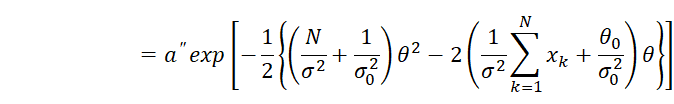 = a″exp [ −1/2 { ( N/σ² + 1/σ₀² ) θ² − 2 ( 1/σ² ∑_{k=1}^{N} x_k + θ₀/σ₀² ) θ } ]